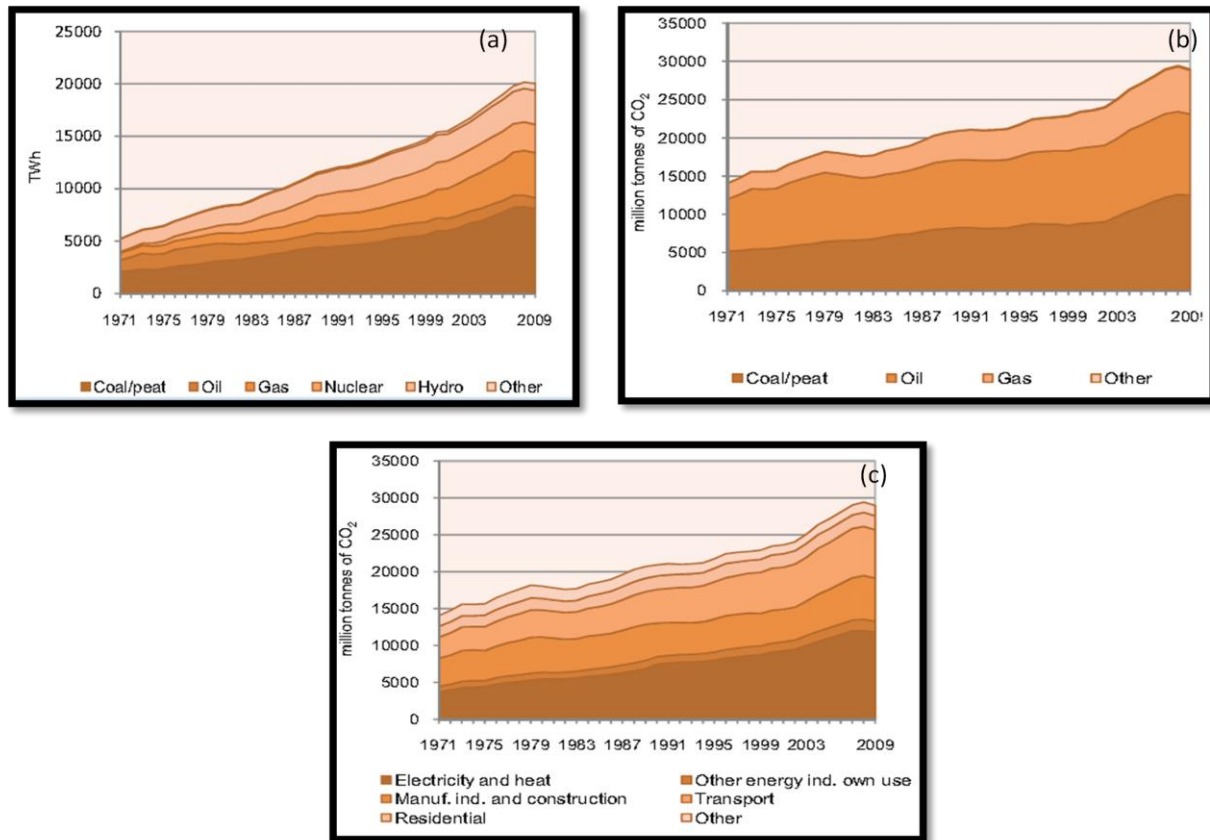 (a)
TWh
25000
20000
15000
10000
5000
0
1971 1975 1979 1983 1987 1991 1995 1999 2003 2009
Coal/peat Oil Gas Nuclear Hydro Other
(b)
million tonnes of CO2
35000
30000
25000
20000
15000
10000
5000
0
1971 1975 1979 1983 1987 1991 1995 1999 2003 2009
Coal/peat Oil Gas Other
(c)
million tonnes of CO2
35000
30000
25000
20000
15000
10000
5000
0
1971 1975 1979 1983 1987 1991 1995 1999 2003 2009
Electricity and heat Other energy ind. own use
Manuf. ind. and construction Transport
Residential Other